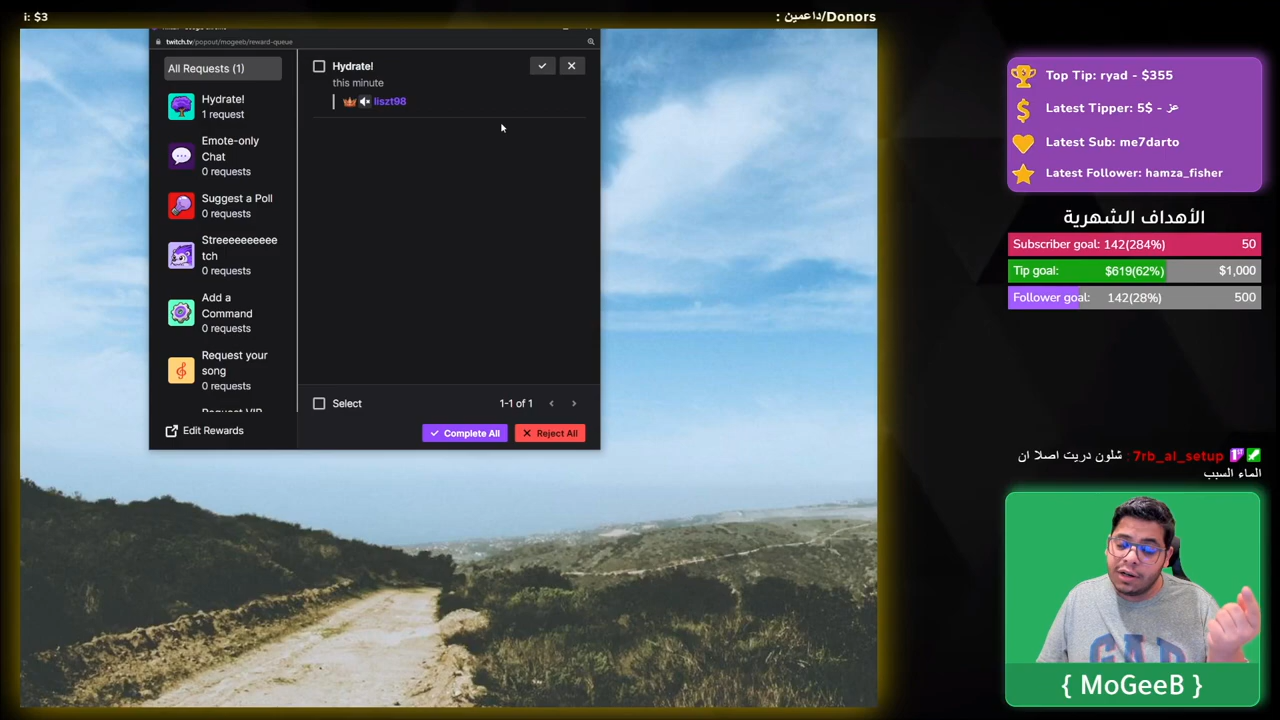 i: $3
Donors/داعمين :
twitch.tv/popout/mogeeb/reward-queue
All Requests (1)
Hydrate!
1 request
Emote-only
Chat
0 requests
Suggest a Poll
0 requests
Streeeeeeeeee
tch
0 requests
Add a
Command
0 requests
Request your
song
0 requests
Edit Rewards
Hydrate!
this minute
liszt98
Select
1-1 of 1
Complete All
Reject All
Top Tip: ryad - $355
Latest Tipper: عز - $5
Latest Sub: me7darto
Latest Follower: hamza_fisher
الأهداف الشهرية
Subscriber goal: 142(284%) 50
Tip goal: $619(62%) $1,000
Follower goal: 142(28%) 500
7rb_al_setup : شلون دريت اصلا ان
الماء السبب
GAP
{ MoGeeB }